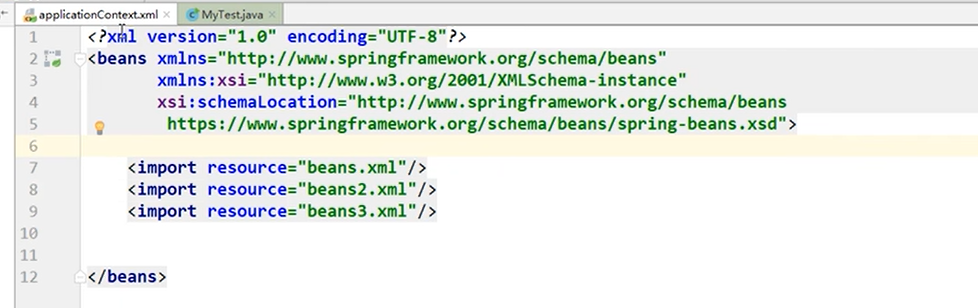 applicationContext.xml MyTest.java
1 <?xml version="1.0" encoding="UTF-8"?>
2 <beans xmlns="http://www.springframework.org/schema/beans"
3 xmlns:xsi="http://www.w3.org/2001/XMLSchema-instance"
4 xsi:schemaLocation="http://www.springframework.org/schema/beans
5 https://www.springframework.org/schema/beans/spring-beans.xsd">
6
7 <import resource="beans.xml"/>
8 <import resource="beans2.xml"/>
9 <import resource="beans3.xml"/>
10
11
12 </beans>